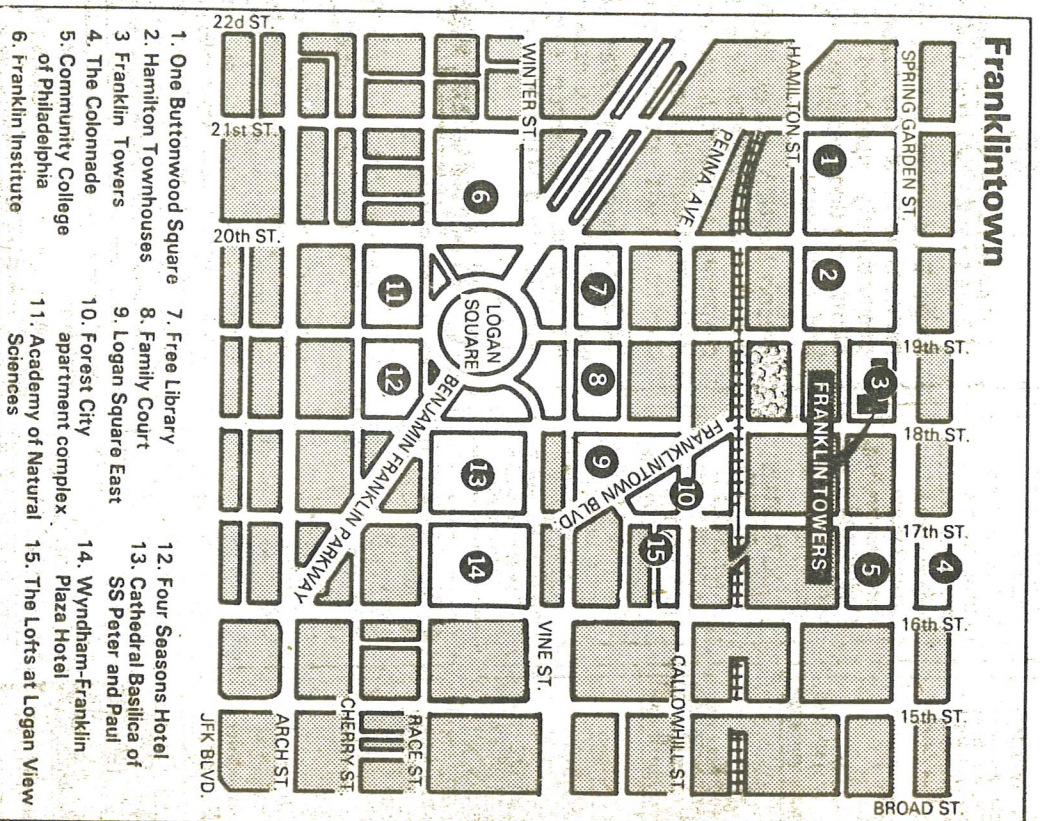 Franklintown
22d ST.
21st ST.
20th ST.
19th ST.
18th ST.
17th ST.
16th ST.
15th ST.
BROAD ST.
SPRING GARDEN ST.
HAMILTON ST.
PENNA. AVE.
WINTER ST.
CALLOWHILL ST.
VINE ST.
RACE ST.
CHERRY ST.
ARCH ST.
JFK BLVD.
FRANKLINTOWN BLVD.
BENJAMIN FRANKLIN PARKWAY
LOGAN
SQUARE
FRANKLIN TOWERS
1
2
3
4
5
6
7
8
9
10
11
12
13
14
15
1. One Buttonwood Square
2. Hamilton Townhouses
3 Franklin Towers
4. The Colonnade
5. Community College
of Philadelphia
6. Franklin Institute
7. Free Library
8. Family Court
9. Logan Square East
10. Forest City
apartment complex
11. Academy of Natural
Sciences
12. Four Seasons Hotel
13. Cathedral Basilica of
SS Peter and Paul
14. Wyndham-Franklin
Plaza Hotel
15. The Lofts at Logan View